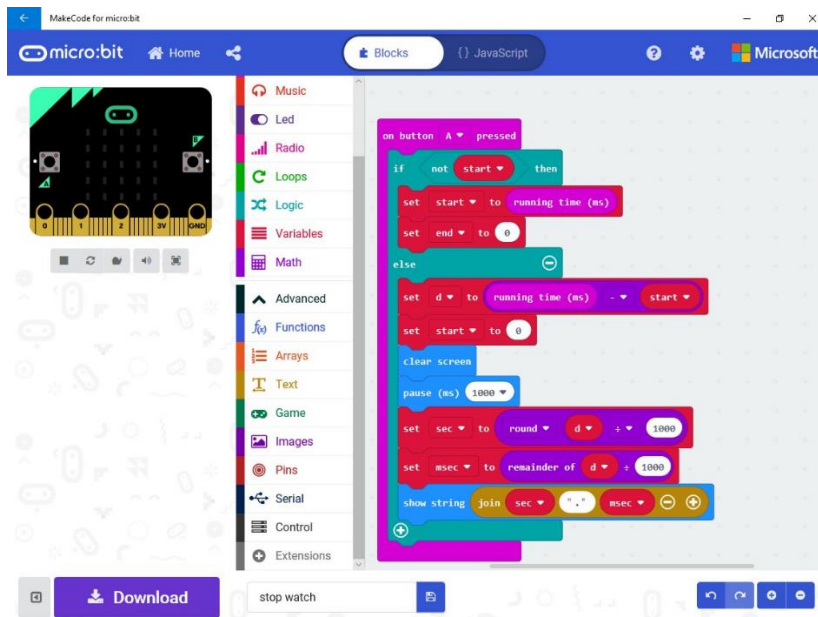 MakeCode for micro:bit
micro:bit Home Blocks {} JavaScript Microsoft
Music
Led
Radio
Loops
Logic
Variables
Math
Advanced
Functions
Arrays
Text
Game
Images
Pins
Serial
Control
Extensions
A
B
0 1 2 3V GND
on button A pressed
if not start then
set start to running time (ms)
set end to 0
else
set d to running time (ms) - start
set start to 0
clear screen
pause (ms) 1000
set sec to round d ÷ 1000
set msec to remainder of d ÷ 1000
show string join sec "." msec
Download
stop watch